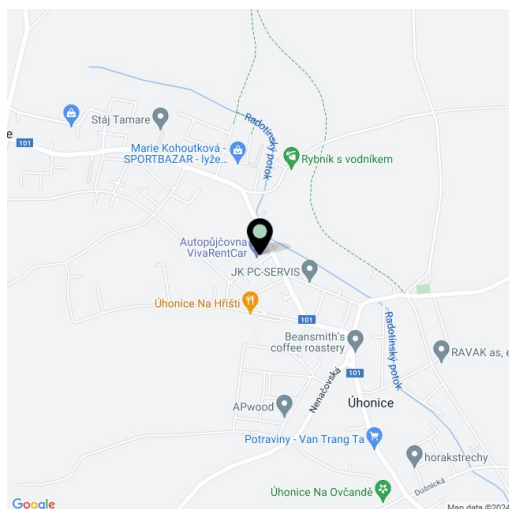 Stáj Tamare
e
101
Marie Kohoutková -
SPORTBAZAR - lyže…
Radotínský potok
Rybník s vodníkem
Autopůjčovna
VivaRentCar
JK PC-SERVIS
Úhonice Na Hřišti
101
Beansmith's
coffee roastery
Radotínský potok
RAVAK as, e
101
Nenačovská
APwood
Úhonice
Potraviny - Van Trang Ta
horakstrechy
Dušnická
Úhonice Na Ovčandě
Google
Map data ©2024